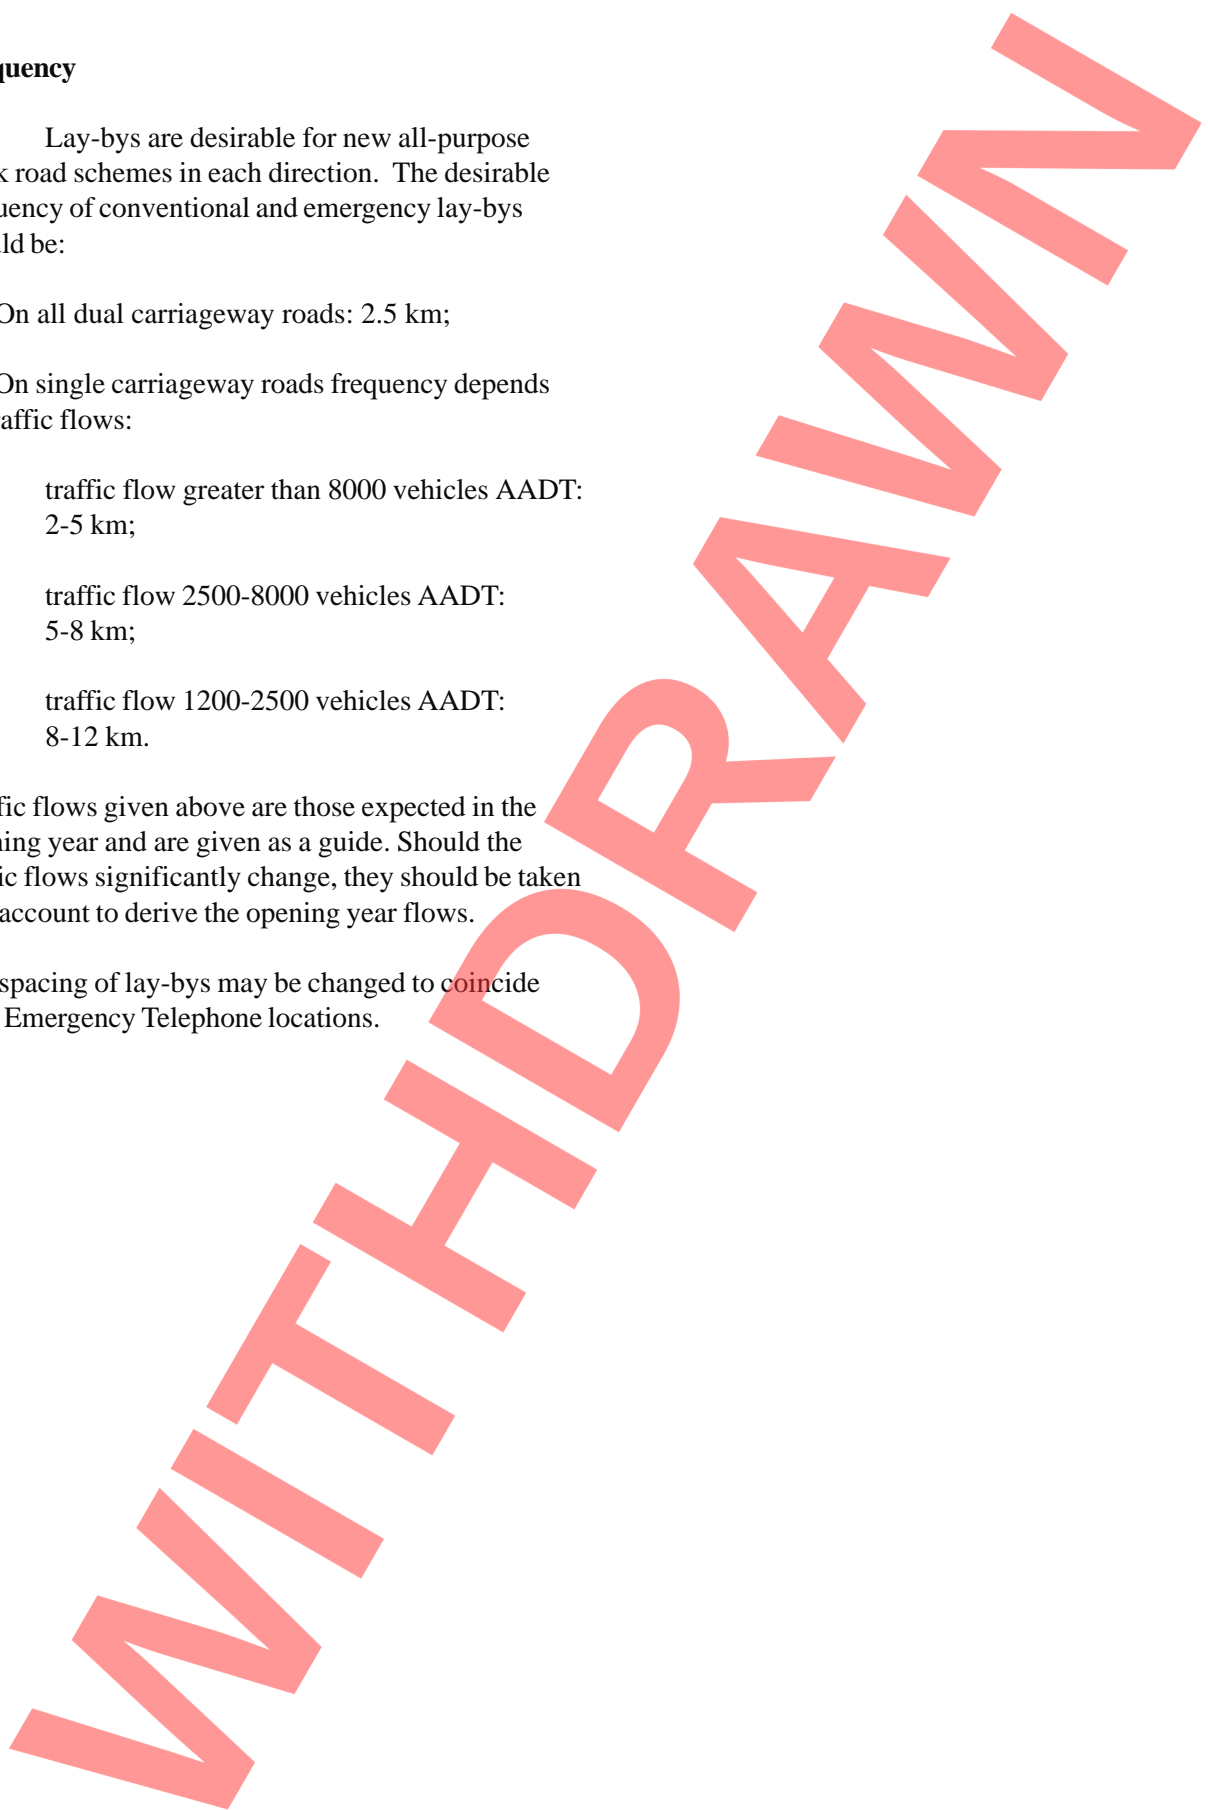 quency
Lay-bys are desirable for new all-purpose
k road schemes in each direction. The desirable
uency of conventional and emergency lay-bys
uld be:
On all dual carriageway roads: 2.5 km;
On single carriageway roads frequency depends
raffic flows:
traffic flow greater than 8000 vehicles AADT:
2-5 km;
traffic flow 2500-8000 vehicles AADT:
5-8 km;
traffic flow 1200-2500 vehicles AADT:
8-12 km.
fic flows given above are those expected in the
ning year and are given as a guide. Should the
ic flows significantly change, they should be taken
account to derive the opening year flows.
spacing of lay-bys may be changed to coincide
Emergency Telephone locations.
WITHDRAWN